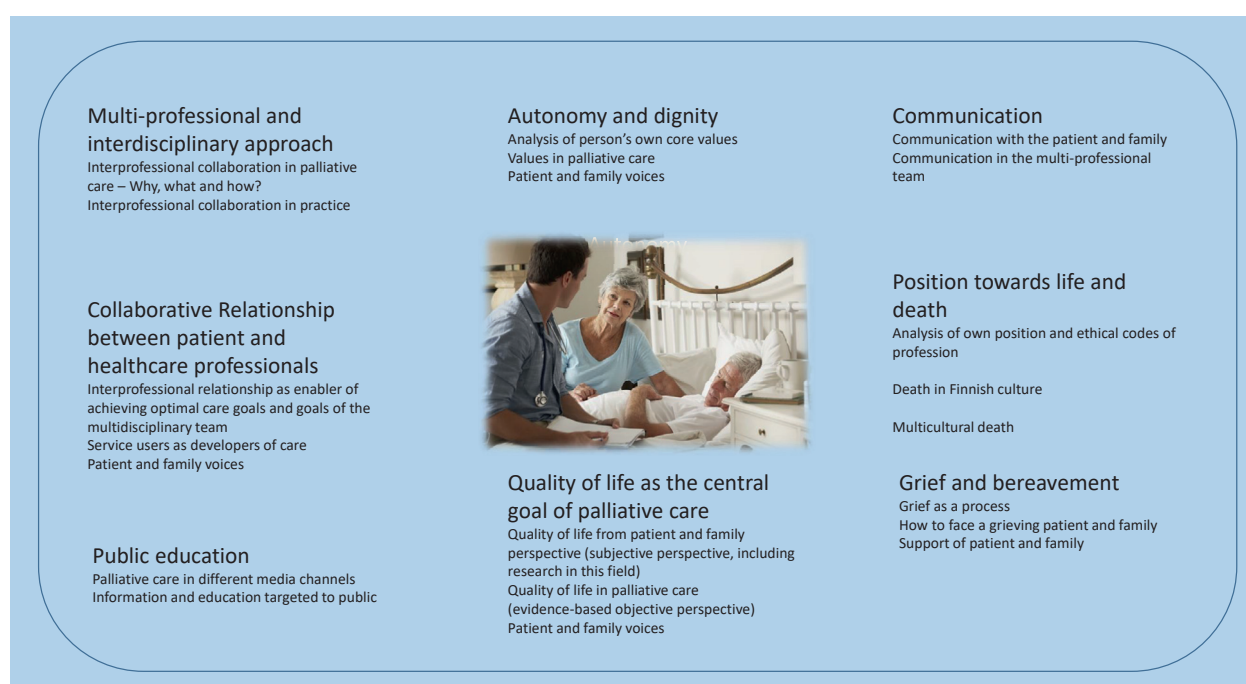 Multi-professional and
interdisciplinary approach
Interprofessional collaboration in palliative
care – Why, what and how?
Interprofessional collaboration in practice
Collaborative Relationship
between patient and
healthcare professionals
Interprofessional relationship as enabler of
achieving optimal care goals and goals of the
multidisciplinary team
Service users as developers of care
Patient and family voices
Public education
Palliative care in different media channels
Information and education targeted to public
Autonomy and dignity
Analysis of person’s own core values
Values in palliative care
Patient and family voices
Autonomy
Quality of life as the central
goal of palliative care
Quality of life from patient and family
perspective (subjective perspective, including
research in this field)
Quality of life in palliative care
(evidence-based objective perspective)
Patient and family voices
Communication
Communication with the patient and family
Communication in the multi-professional
team
Position towards life and
death
Analysis of own position and ethical codes of
profession
Death in Finnish culture
Multicultural death
Grief and bereavement
Grief as a process
How to face a grieving patient and family
Support of patient and family